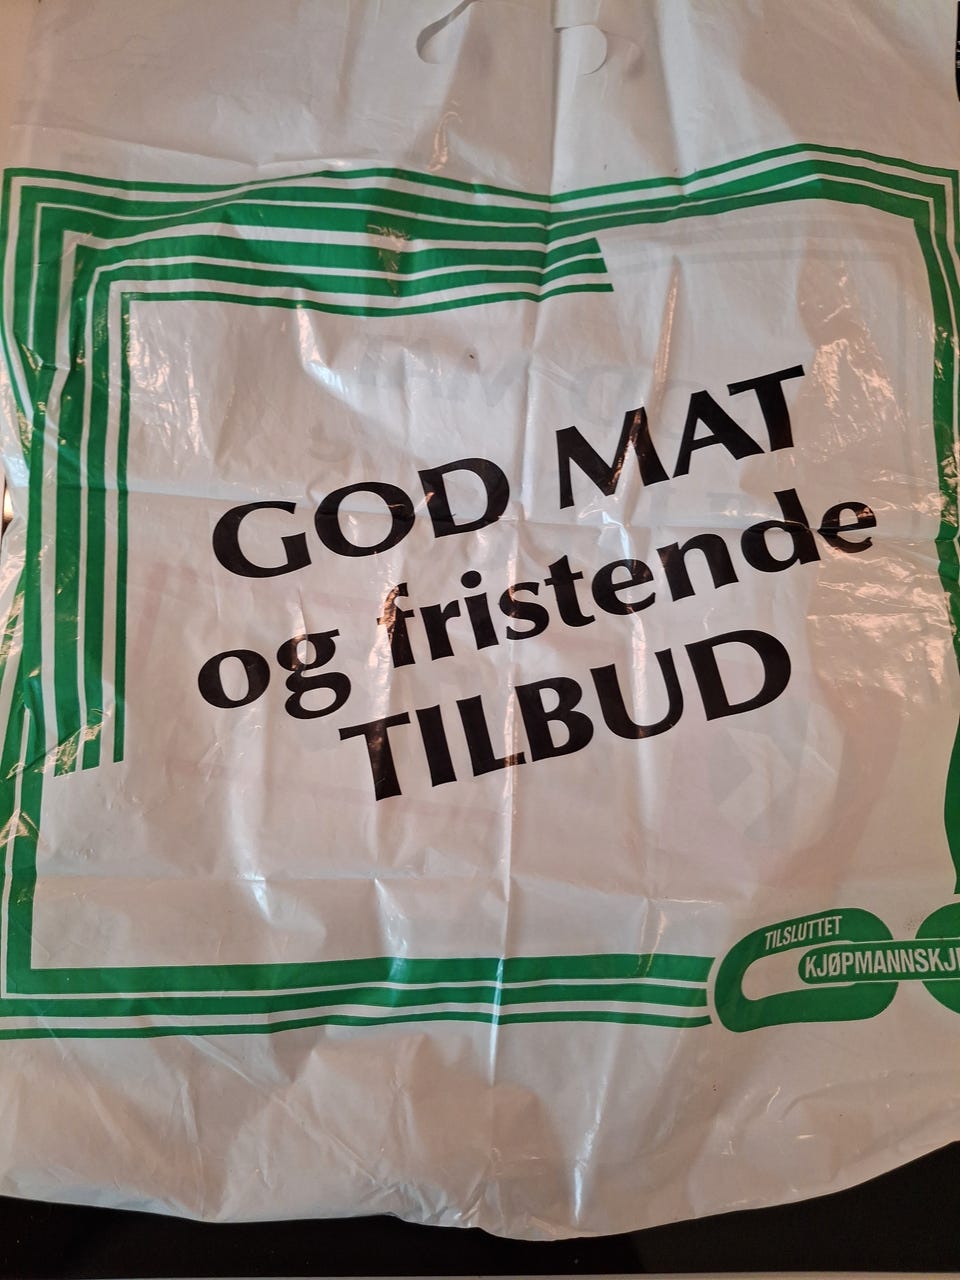 GOD MAT
og fristende
TILBUD
TILSLUTTET